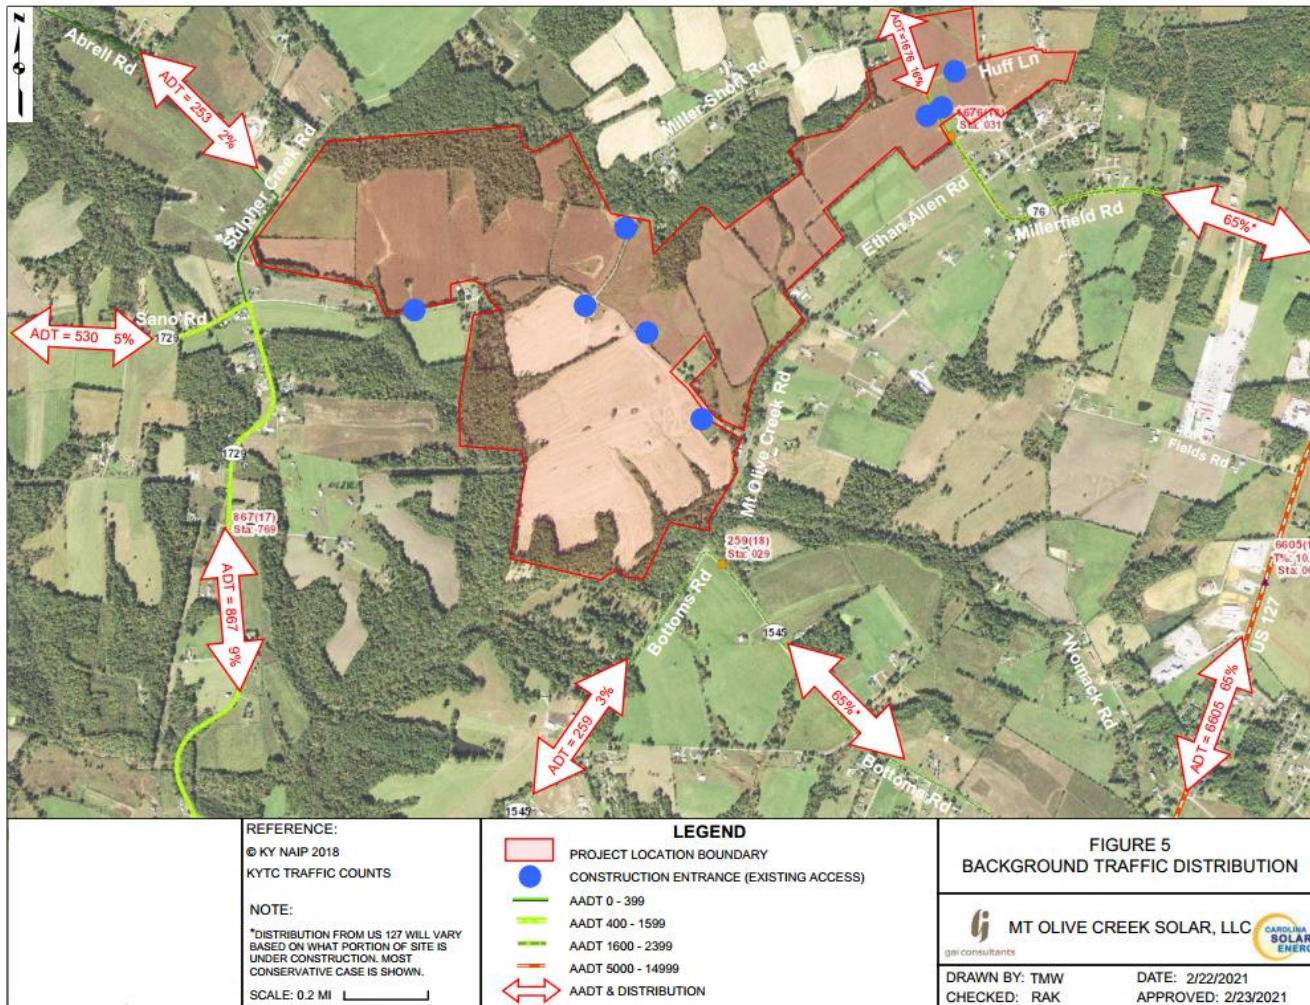 Z
Abrell Rd
ADT = 253 2%
Sulpher Creek Rd
Miller-Short Rd
ADT=1676 16%
Huff Ln
Sta: 031
Ethan Allen Rd
76
Millerfield Rd
65%*
Sano Rd
ADT = 530 5%
1729
1729
867(17)
Sta: 769
ADT = 867 9%
Mt Olive Creek Rd
Fields Rd
259(18)
Sta: 029
Bottoms Rd
1545
ADT = 259 3%
1545
65%*
Bottoms Rd
Womack Rd
US 127
ADT = 6605 65%
REFERENCE:
© KY NAIP 2018
KYTC TRAFFIC COUNTS
NOTE:
*DISTRIBUTION FROM US 127 WILL VARY
BASED ON WHAT PORTION OF SITE IS
UNDER CONSTRUCTION. MOST
CONSERVATIVE CASE IS SHOWN.
SCALE: 0.2 MI
LEGEND
PROJECT LOCATION BOUNDARY
CONSTRUCTION ENTRANCE (EXISTING ACCESS)
AADT 0 - 399
AADT 400 - 1599
AADT 1600 - 2399
AADT 5000 - 14999
AADT & DISTRIBUTION
FIGURE 5
BACKGROUND TRAFFIC DISTRIBUTION
gai consultants
MT OLIVE CREEK SOLAR, LLC
CAROLINA
SOLAR
ENERGY
DRAWN BY: TMW
DATE: 2/22/2021
CHECKED: RAK
APPROVED: 2/23/2021